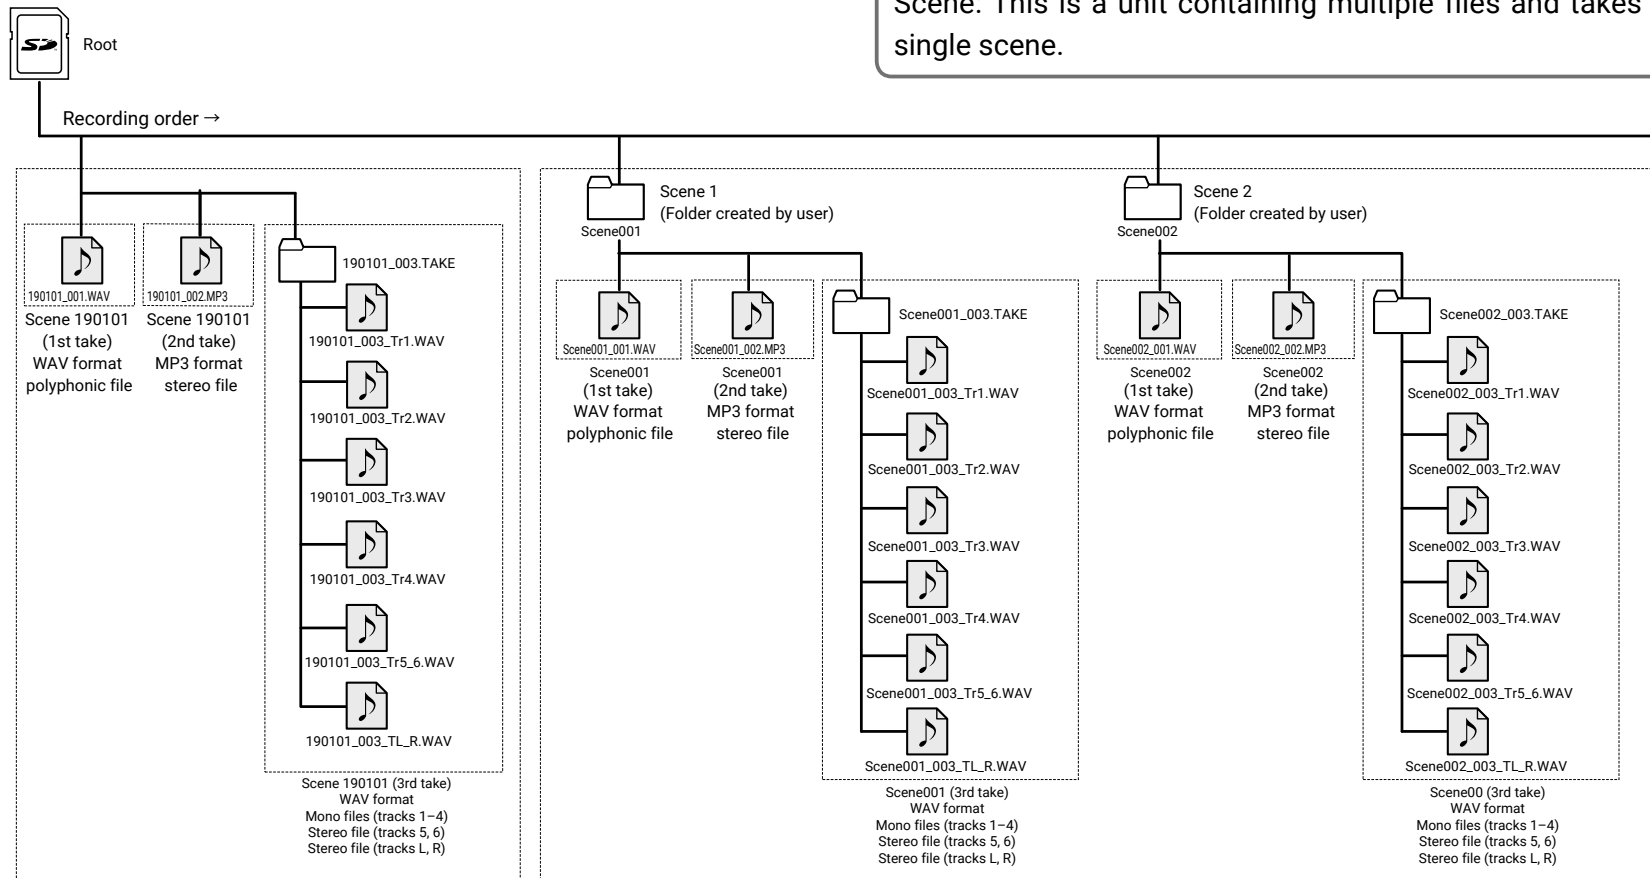 Scene. This is a unit containing multiple files and takes
single scene.
SD
Root
Recording order →
190101_001.WAV
Scene 190101
(1st take)
WAV format
polyphonic file
190101_002.MP3
Scene 190101
(2nd take)
MP3 format
stereo file
190101_003.TAKE
190101_003_Tr1.WAV
190101_003_Tr2.WAV
190101_003_Tr3.WAV
190101_003_Tr4.WAV
190101_003_Tr5_6.WAV
190101_003_TL_R.WAV
Scene 190101 (3rd take)
WAV format
Mono files (tracks 1–4)
Stereo file (tracks 5, 6)
Stereo file (tracks L, R)
Scene 1
(Folder created by user)
Scene001
Scene001_001.WAV
Scene001
(1st take)
WAV format
polyphonic file
Scene001_002.MP3
Scene001
(2nd take)
MP3 format
stereo file
Scene001_003.TAKE
Scene001_003_Tr1.WAV
Scene001_003_Tr2.WAV
Scene001_003_Tr3.WAV
Scene001_003_Tr4.WAV
Scene001_003_Tr5_6.WAV
Scene001_003_TL_R.WAV
Scene001 (3rd take)
WAV format
Mono files (tracks 1–4)
Stereo file (tracks 5, 6)
Stereo file (tracks L, R)
Scene 2
(Folder created by user)
Scene002
Scene002_001.WAV
Scene002
(1st take)
WAV format
polyphonic file
Scene002_002.MP3
Scene002
(2nd take)
MP3 format
stereo file
Scene002_003.TAKE
Scene002_003_Tr1.WAV
Scene002_003_Tr2.WAV
Scene002_003_Tr3.WAV
Scene002_003_Tr4.WAV
Scene002_003_Tr5_6.WAV
Scene002_003_TL_R.WAV
Scene00 (3rd take)
WAV format
Mono files (tracks 1–4)
Stereo file (tracks 5, 6)
Stereo file (tracks L, R)